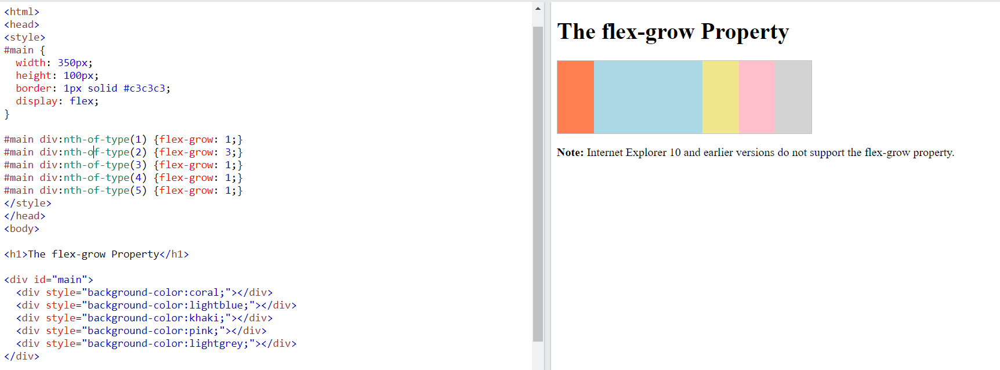 <html>
<head>
<style>
#main {
  width: 350px;
  height: 100px;
  border: 1px solid #c3c3c3;
  display: flex;
}

#main div:nth-of-type(1) {flex-grow: 1;}
#main div:nth-of-type(2) {flex-grow: 3;}
#main div:nth-of-type(3) {flex-grow: 1;}
#main div:nth-of-type(4) {flex-grow: 1;}
#main div:nth-of-type(5) {flex-grow: 1;}
</style>
</head>
<body>

<h1>The flex-grow Property</h1>

<div id="main">
  <div style="background-color:coral;"></div>
  <div style="background-color:lightblue;"></div>
  <div style="background-color:khaki;"></div>
  <div style="background-color:pink;"></div>
  <div style="background-color:lightgrey;"></div>
</div>
The flex-grow Property
Note: Internet Explorer 10 and earlier versions do not support the flex-grow property.